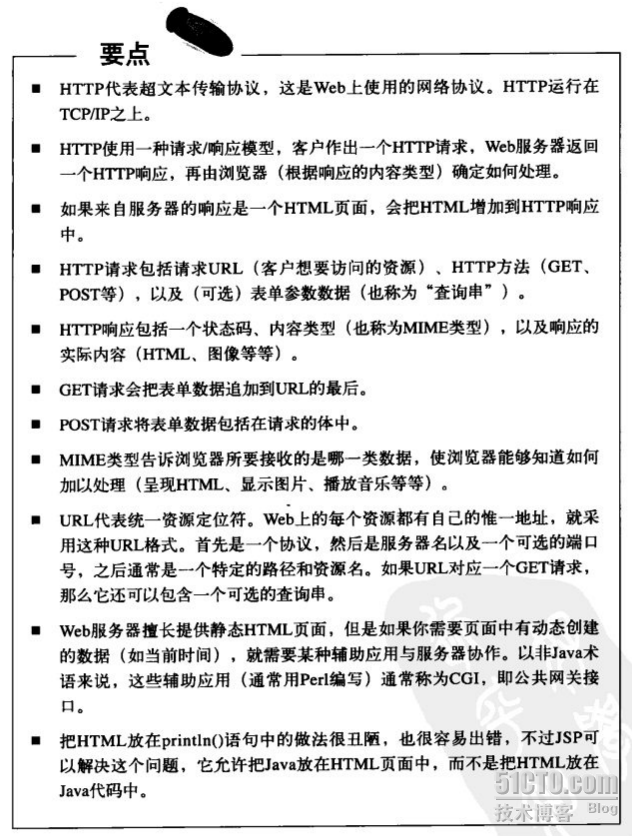 要点
■ HTTP代表超文本传输协议，这是Web上使用的网络协议。HTTP运行在
TCP/IP之上。
■ HTTP使用一种请求/响应模型，客户作出一个HTTP请求，Web服务器返回
一个HTTP响应，再由浏览器（根据响应的内容类型）确定如何处理。
■ 如果来自服务器的响应是一个HTML页面，会把HTML增加到HTTP响应
中。
■ HTTP请求包括请求URL（客户想要访问的资源）、HTTP方法（GET、
POST等），以及（可选）表单参数数据（也称为“查询串”）。
■ HTTP响应包括一个状态码、内容类型（也称为MIME类型），以及响应的
实际内容（HTML、图像等等）。
■ GET请求会把表单数据追加到URL的最后。
■ POST请求将表单数据包括在请求的体中。
■ MIME类型告诉浏览器所要接收的是哪一类数据，使浏览器能够知道如何
加以处理（呈现HTML、显示图片、播放音乐等等）。
■ URL代表统一资源定位符。Web上的每个资源都有自己的惟一地址，就采
用这种URL格式。首先是一个协议，然后是服务器名以及一个可选的端口
号，之后通常是一个特定的路径和资源名。如果URL对应一个GET请求，
那么它还可以包含一个可选的查询串。
■ Web服务器擅长提供静态HTML页面，但是如果你需要页面中有动态创建
的数据（如当前时间），就需要某种辅助应用与服务器协作。以非Java术
语来说，这些辅助应用（通常用Perl编写）通常称为CGI，即公共网关接
口。
■ 把HTML放在println()语句中的做法很丑陋，也很容易出错，不过JSP可
以解决这个问题，它允许把Java放在HTML页面中，而不是把HTML放在
Java代码中。
51CTO.com
技术博客 Blog